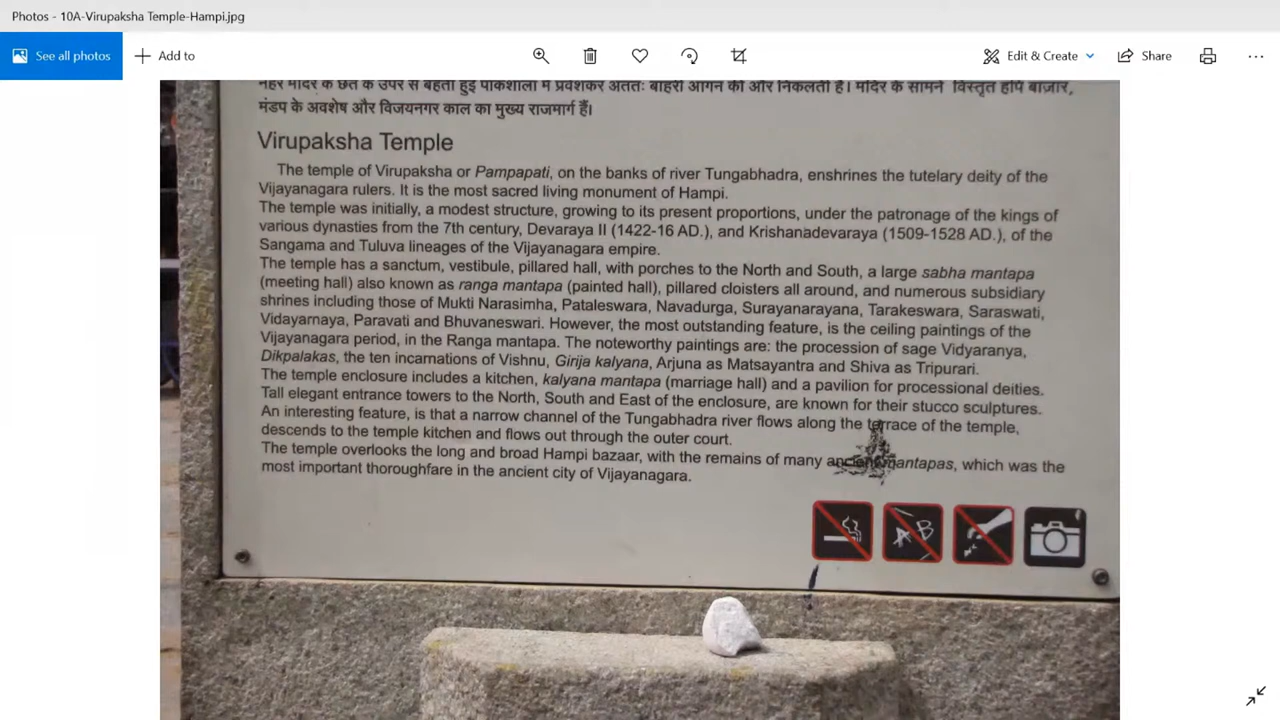 Photos - 10A-Virupaksha Temple-Hampi.jpg
See all photos
Add to
Edit & Create
Share
नहर मंदिर के छत के उपर से बहती हुई पाकशाला में प्रवेशकर अंततः बाहरी आंगन की ओर निकलती है। मंदिर के सामने विस्तृत हंपि बाज़ार,
मंडप के अवशेष और विजयनगर काल का मुख्य राजमार्ग हैं।
Virupaksha Temple
The temple of Virupaksha or Pampapati, on the banks of river Tungabhadra, enshrines the tutelary deity of the
Vijayanagara rulers. It is the most sacred living monument of Hampi.
The temple was initially, a modest structure, growing to its present proportions, under the patronage of the kings of
various dynasties from the 7th century, Devaraya II (1422-16 AD.), and Krishanadevaraya (1509-1528 AD.), of the
Sangama and Tuluva lineages of the Vijayanagara empire.
The temple has a sanctum, vestibule, pillared hall, with porches to the North and South, a large sabha mantapa
(meeting hall) also known as ranga mantapa (painted hall), pillared cloisters all around, and numerous subsidiary
shrines including those of Mukti Narasimha, Pataleswara, Navadurga, Surayanarayana, Tarakeswara, Saraswati,
Vidayarnaya, Paravati and Bhuvaneswari. However, the most outstanding feature, is the ceiling paintings of the
Vijayanagara period, in the Ranga mantapa. The noteworthy paintings are: the procession of sage Vidyaranya,
Dikpalakas, the ten incarnations of Vishnu, Girija kalyana, Arjuna as Matsayantra and Shiva as Tripurari.
The temple enclosure includes a kitchen, kalyana mantapa (marriage hall) and a pavilion for processional deities.
Tall elegant entrance towers to the North, South and East of the enclosure, are known for their stucco sculptures.
An interesting feature, is that a narrow channel of the Tungabhadra river flows along the terrace of the temple,
descends to the temple kitchen and flows out through the outer court.
The temple overlooks the long and broad Hampi bazaar, with the remains of many ancient mantapas, which was the
most important thoroughfare in the ancient city of Vijayanagara.
A B